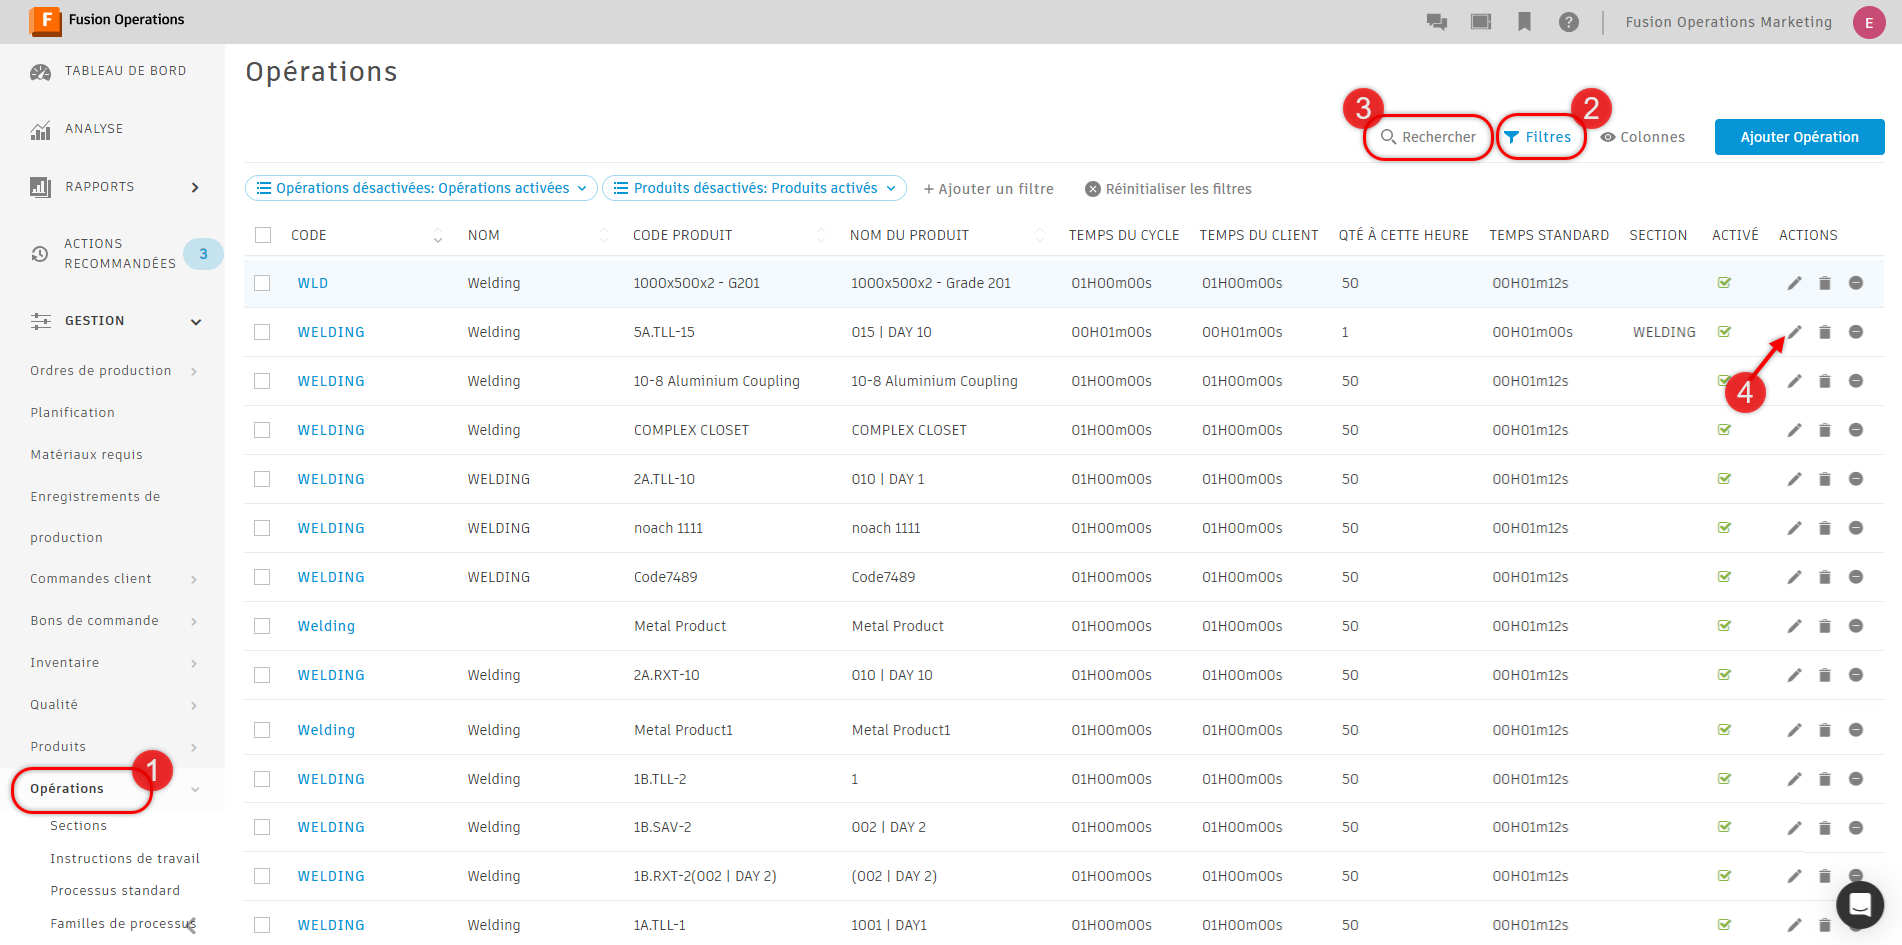 F Fusion Operations
? Fusion Operations Marketing E
TABLEAU DE BORD
ANALYSE
RAPPORTS
ACTIONS
RECOMMANDÉES
3
GESTION
Ordres de production
Planification
Matériaux requis
Enregistrements de
production
Commandes client
Bons de commande
Inventaire
Qualité
Produits
1
Opérations
Sections
Instructions de travail
Processus standard
Familles de processus
Opérations
3 Rechercher
2 Filtres
Colonnes
Ajouter Opération
Opérations désactivées: Opérations activées
Produits désactivés: Produits activés
+ Ajouter un filtre
Réinitialiser les filtres
CODE NOM CODE PRODUIT NOM DU PRODUIT TEMPS DU CYCLE TEMPS DU CLIENT QTÉ À CETTE HEURE TEMPS STANDARD SECTION ACTIVÉ ACTIONS
WLD Welding 1000x500x2 - G201 1000x500x2 - Grade 201 01H00m00s 01H00m00s 50 00H01m12s
WELDING Welding 5A.TLL-15 015 | DAY 10 00H01m00s 00H01m00s 1 00H01m00s WELDING
WELDING Welding 10-8 Aluminium Coupling 10-8 Aluminium Coupling 01H00m00s 01H00m00s 50 00H01m12s
4
WELDING Welding COMPLEX CLOSET COMPLEX CLOSET 01H00m00s 01H00m00s 50 00H01m12s
WELDING WELDING 2A.TLL-10 010 | DAY 1 01H00m00s 01H00m00s 50 00H01m12s
WELDING WELDING noach 1111 noach 1111 01H00m00s 01H00m00s 50 00H01m12s
WELDING WELDING Code7489 Code7489 01H00m00s 01H00m00s 50 00H01m12s
Welding Metal Product Metal Product 01H00m00s 01H00m00s 50 00H01m12s
WELDING Welding 2A.RXT-10 010 | DAY 10 01H00m00s 01H00m00s 50 00H01m12s
Welding Welding Metal Product1 Metal Product1 01H00m00s 01H00m00s 50 00H01m12s
WELDING Welding 1B.TLL-2 1 01H00m00s 01H00m00s 50 00H01m12s
WELDING Welding 1B.SAV-2 002 | DAY 2 01H00m00s 01H00m00s 50 00H01m12s
WELDING Welding 1B.RXT-2(002 | DAY 2) (002 | DAY 2) 01H00m00s 01H00m00s 50 00H01m12s
WELDING Welding 1A.TLL-1 1001 | DAY1 01H00m00s 01H00m00s 50 00H01m12s